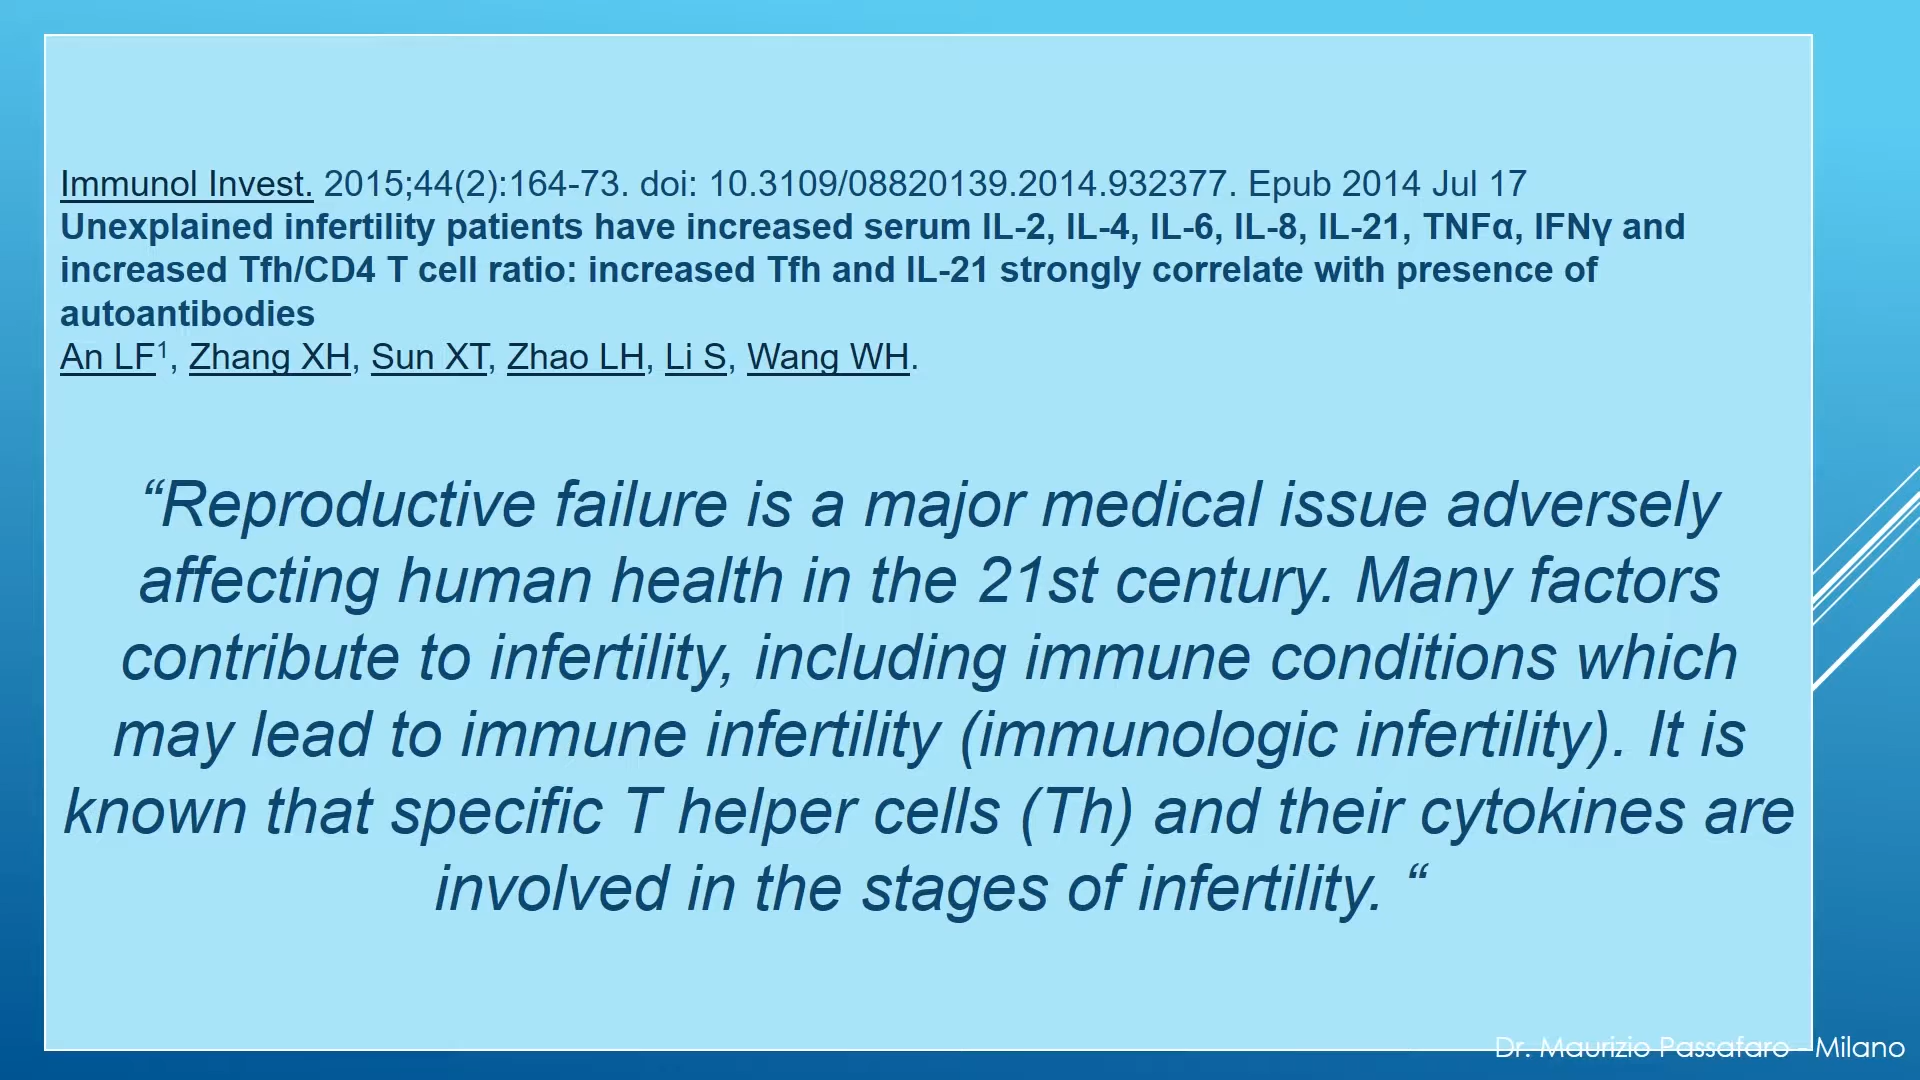 Immunol Invest. 2015;44(2):164-73. doi: 10.3109/08820139.2014.932377. Epub 2014 Jul 17
Unexplained infertility patients have increased serum IL-2, IL-4, IL-6, IL-8, IL-21, TNFα, IFNγ and
increased Tfh/CD4 T cell ratio: increased Tfh and IL-21 strongly correlate with presence of
autoantibodies
An LF¹, Zhang XH, Sun XT, Zhao LH, Li S, Wang WH.
“Reproductive failure is a major medical issue adversely
affecting human health in the 21st century. Many factors
contribute to infertility, including immune conditions which
may lead to immune infertility (immunologic infertility). It is
known that specific T helper cells (Th) and their cytokines are
involved in the stages of infertility. “
Dr. Maurizio Passafaro - Milano